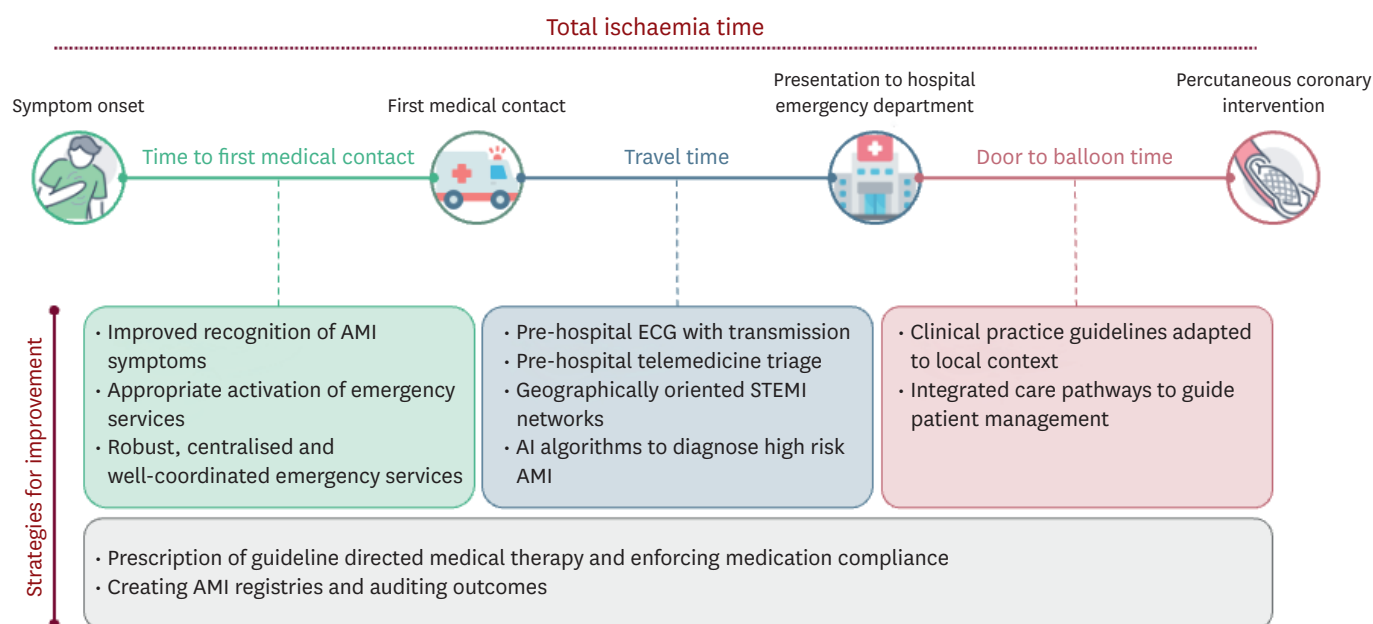 Total ischaemia time
Symptom onset
First medical contact
Presentation to hospital
emergency department
Percutaneous coronary
intervention
Time to first medical contact
Travel time
Door to balloon time
Strategies for improvement
· Improved recognition of AMI
symptoms
· Appropriate activation of emergency
services
· Robust, centralised and
well-coordinated emergency services
· Pre-hospital ECG with transmission
· Pre-hospital telemedicine triage
· Geographically oriented STEMI
networks
· AI algorithms to diagnose high risk
AMI
· Clinical practice guidelines adapted
to local context
· Integrated care pathways to guide
patient management
· Prescription of guideline directed medical therapy and enforcing medication compliance
· Creating AMI registries and auditing outcomes